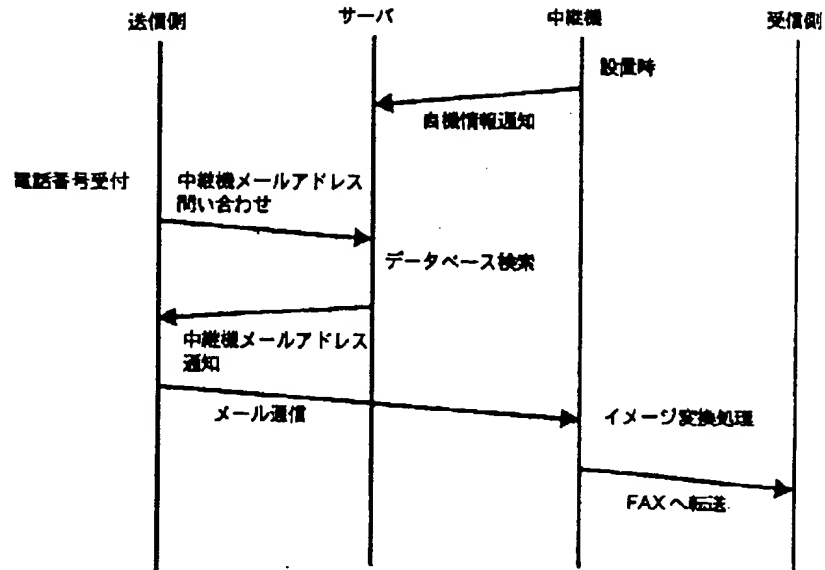 送信側
サーバ
中継機
受信側
設置時
自機情報通知
電話番号受付
中継機メールアドレス
問い合わせ
データベース検索
中継機メールアドレス
通知
メール通信
イメージ変換処理
FAXへ転送